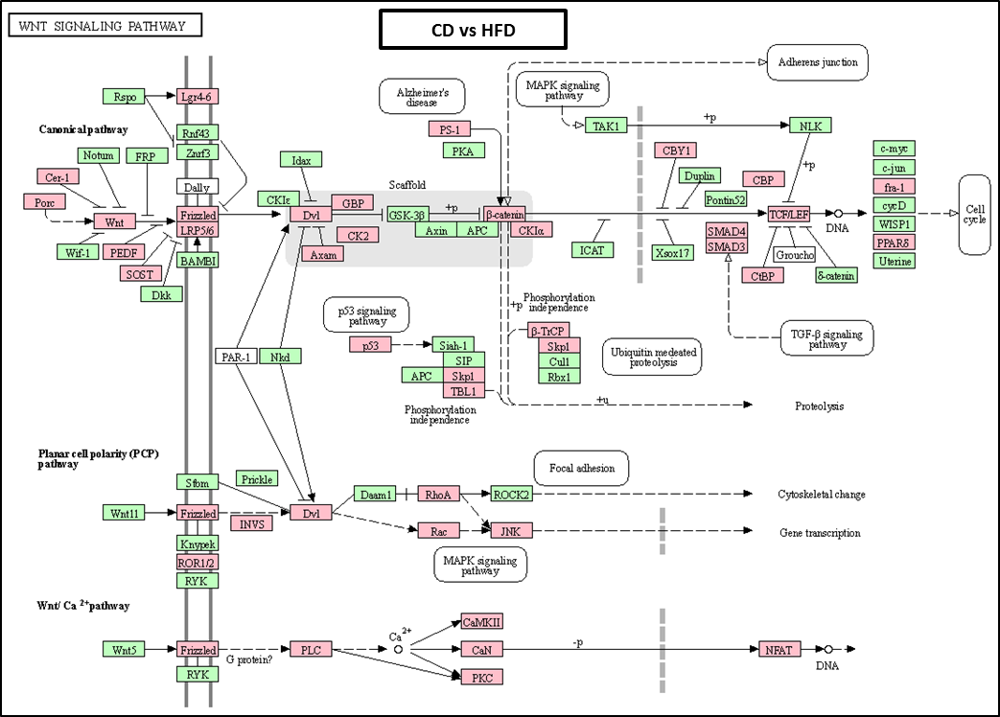 WNT SIGNALING PATHWAY
CD vs HFD
Adherens junction
Alzheimer's
disease
MAPK signaling
pathway
Rspo
Lgr4-6
Canonical pathway
Rnf43
Znrf3
Notum
FRP
Idax
PS-1
PKA
TAK1
+p
NLK
CBY1
Duplin
c-myc
c-jun
fra-1
cycD
WISP1
PPARδ
Uterine
Cell
cycle
Cer-1
Porc
Dally
CKIε
Scaffold
GBP
Pontin52
CBP
+p
Wnt
Frizzled
LRP5/6
Dvl
GSK-3β
+p
β-catenin
TCF/LEF
DNA
Axin
APC
CKIα
CK2
Axam
SMAD4
SMAD3
Groucho
Wif-1
PEDF
BAMBI
ICAT
Xsox17
SOST
Dkk
CtBP
δ-catenin
p53 signaling
pathway
+p
Phosphorylation
independence
TGF-β signaling
pathway
p53
Siah-1
SIP
APC
Skp1
TBL1
β-TrCP
Skp1
Cul1
Rbx1
Ubiquitin medeated
proteolysis
PAR-1
Nkd
Phosphorylation
independence
+u
Proteolysis
Planar cell polarity (PCP)
pathway
Stbm
Prickle
Focal adhesion
Wnt11
Frizzled
INVS
Dvl
Daam1
RhoA
ROCK2
Cytoskeletal change
Rac
JNK
Gene transcription
Knypek
ROR1/2
RYK
MAPK signaling
pathway
Wnt/ Ca 2+ pathway
Wnt5
Frizzled
RYK
G protein?
PLC
Ca2+
CaMKII
CaN
PKC
-p
NFAT
DNA